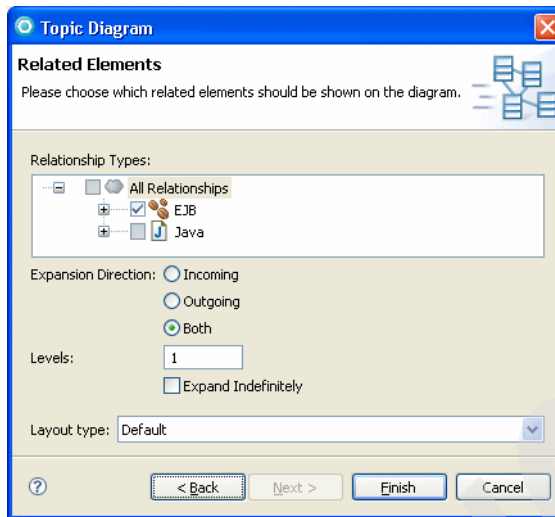 Topic Diagram
Related Elements
Please choose which related elements should be shown on the diagram.
Relationship Types:
All Relationships
EJB
J Java
Expansion Direction: Incoming
Outgoing
Both
Levels: 1
Expand Indefinitely
Layout type: Default
? < Back Next > Finish Cancel